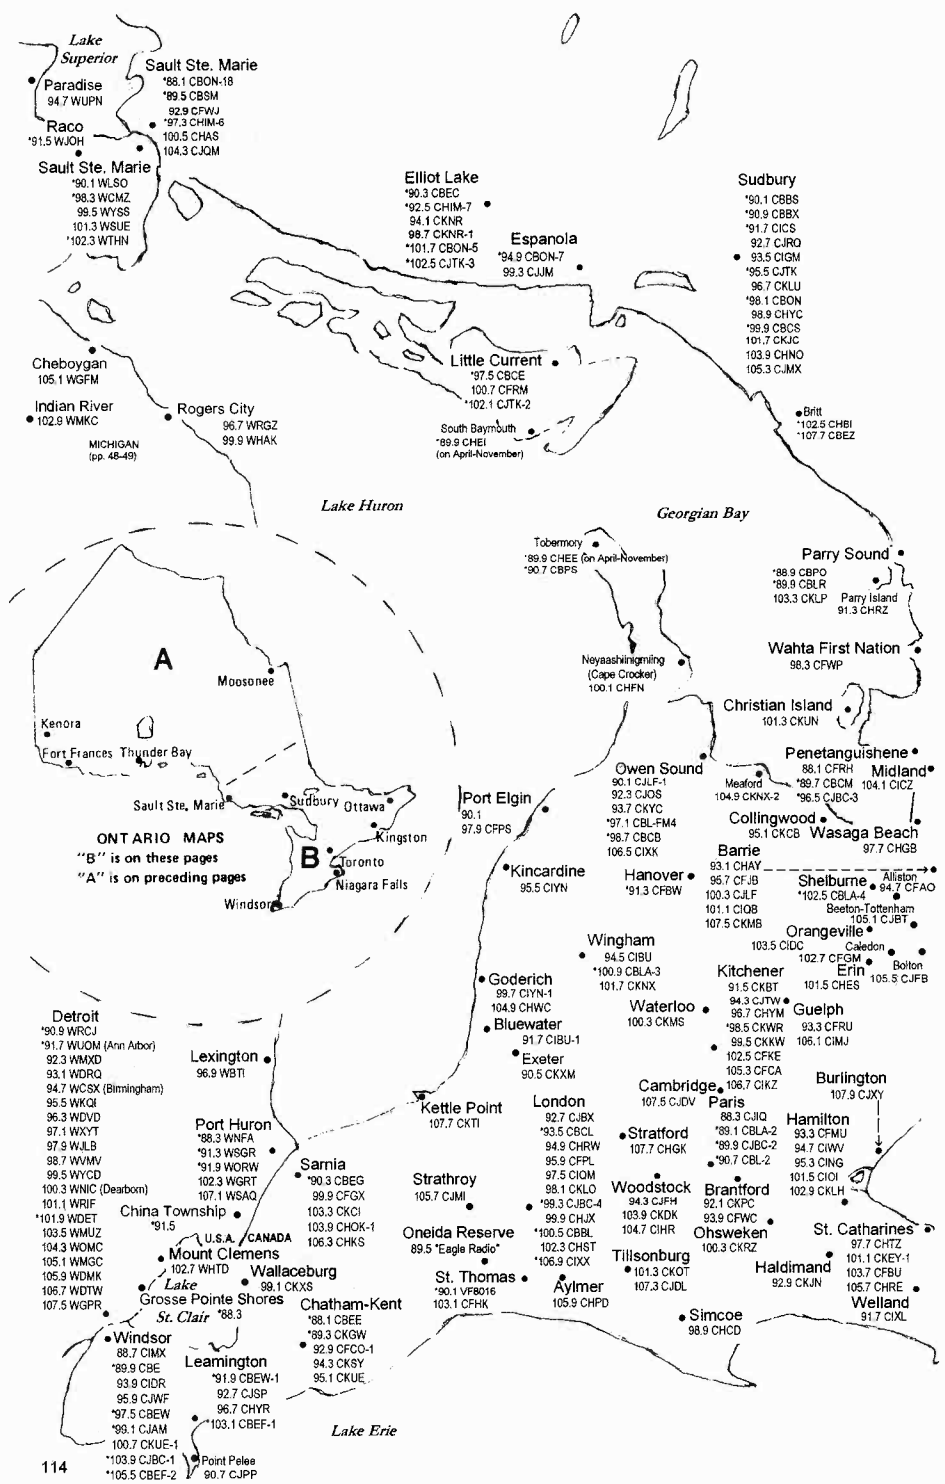 Lake
Superior
Paradise
94.7 WUPN
Raco
*91.5 WJOH
Sault Ste. Marie
*88.1 CBON-18
*89.5 CBSM
92.9 CFWJ
*97.3 CHIM-6
100.5 CHAS
104.3 CJQM
Sault Ste. Marie
*90.1 WLSO
*98.3 WCMZ
99.5 WYSS
101.3 WSUE
*102.3 WTHN
Elliot Lake
*90.3 CBEC
*92.5 CHIM-7
94.1 CKNR
98.7 CKNR-1
*101.7 CBON-5
*102.5 CJTK-3
Espanola
*94.9 CBON-7
99.3 CJJM
Sudbury
*90.1 CBBS
*90.9 CBBX
*91.7 CICS
92.7 CJRQ
93.5 CIGM
*95.5 CJTK
96.7 CKLU
*98.1 CBON
98.9 CHYC
*99.9 CBCS
101.7 CKJC
103.9 CHNO
105.3 CJMX
Cheboygan
105.1 WGFM
Indian River
102.9 WMKC
Rogers City
96.7 WRGZ
99.9 WHAK
MICHIGAN
(pp. 48-49)
Little Current
*97.5 CBCE
100.7 CFRM
*102.1 CJTK-2
South Baymouth
*89.9 CHEI
(on April-November)
Britt
*102.5 CHBI
*107.7 CBEZ
Lake Huron
Georgian Bay
Tobermory
*89.9 CHEE (on April-November)
*90.7 CBPS
Parry Sound
*88.9 CBPO
*89.9 CBLR
103.3 CKLP
Parry Island
91.3 CHRZ
Neyaashiinigmiing
(Cape Crocker)
100.1 CHFN
Wahta First Nation
98.3 CFWP
Christian Island
101.3 CKUN
A
Moosonee
Kenora
Fort Frances
Thunder Bay
Sault Ste. Marie
Sudbury
Ottawa
Kingston
ONTARIO MAPS
"B" is on these pages
"A" is on preceding pages
B
Toronto
Niagara Falls
Windsor
Port Elgin
90.1
97.9 CFPS
Owen Sound
90.1 CJLF-1
92.3 CJOS
93.7 CKYC
*97.1 CBL-FM4
*98.7 CBCB
106.5 CIXK
Meaford
104.9 CKNX-2
Penetanguishene
88.1 CFRH
*89.7 CBCM
*96.5 CJBC-3
Midland
104.1 CICZ
Collingwood
95.1 CKCB
Wasaga Beach
97.7 CHGB
Kincardine
95.5 CIYN
Hanover
*91.3 CFBW
Barrie
93.1 CHAY
95.7 CFJB
100.3 CJLF
101.1 CIQB
107.5 CKMB
Shelburne
*102.5 CBLA-4
Alliston
94.7 CFAO
Beeton-Tottenham
105.1 CJBT
Orangeville
103.5 CIDC
Caledon
102.7 CFGM
Erin
101.5 CHES
Bolton
105.5 CJFB
Wingham
94.5 CIBU
*100.9 CBLA-3
101.7 CKNX
Goderich
99.7 CIYN-1
104.9 CHWC
Bluewater
91.7 CIBU-1
Exeter
90.5 CKXM
Waterloo
100.3 CKMS
Kitchener
91.5 CKBT
94.3 CJTW
96.7 CHYM
*98.5 CKWR
99.5 CKKW
102.5 CFKE
105.3 CFCA
106.7 CIKZ
Guelph
93.3 CFRU
106.1 CIMJ
Cambridge
107.5 CJDV
Burlington
107.9 CJXY
Detroit
*90.9 WRCJ
*91.7 WUOM (Ann Arbor)
92.3 WMXD
93.1 WDRQ
94.7 WCSX (Birmingham)
95.5 WKQI
96.3 WDVD
97.1 WXYT
97.9 WJLB
98.7 WVMV
99.5 WYCD
100.3 WNIC (Dearborn)
101.1 WRIF
*101.9 WDET
103.5 WMUZ
104.3 WOMC
105.1 WMGC
105.9 WDMK
106.7 WDTW
107.5 WGPR
Lexington
96.9 WBTI
Port Huron
*88.3 WNFA
*91.3 WSGR
*91.9 WORW
102.3 WGRT
107.1 WSAQ
China Township
*91.5
Kettle Point
107.7 CKTI
Sarnia
*90.3 CBEG
99.9 CFGX
103.3 CKCI
103.9 CHOK-1
106.3 CHKS
U.S.A. CANADA
Mount Clemens
102.7 WHTD
Lake
St. Clair
Grosse Pointe Shores
*88.3
Wallaceburg
99.1 CKXS
Strathroy
105.7 CJMI
Oneida Reserve
89.5 "Eagle Radio"
London
92.7 CJBX
*93.5 CBCL
94.9 CHRW
95.9 CFPL
97.5 CIQM
98.1 CKLO
*99.3 CJBC-4
99.9 CHJX
*100.5 CBBL
102.3 CHST
*106.9 CIXX
St. Thomas
*90.1 VF8016
103.1 CFHK
Aylmer
105.9 CHPD
Stratford
107.7 CHGK
Woodstock
94.3 CJFH
103.9 CKDK
104.7 CIHR
Tillsonburg
101.3 CKOT
107.3 CJDL
Paris
88.3 CJIQ
*89.1 CBLA-2
*89.9 CJBC-2
*90.7 CBL-2
Brantford
92.1 CKPC
93.9 CFWC
Ohsweken
100.3 CKRZ
Hamilton
93.3 CFMU
94.7 CIWV
95.3 CING
101.5 CIOI
102.9 CKLH
St. Catharines
97.7 CHTZ
101.1 CKEY-1
103.7 CFBU
105.7 CHRE
Haldimand
92.9 CKJN
Welland
91.7 CIXL
Simcoe
98.9 CHCD
Windsor
88.7 CIMX
*89.9 CBE
93.9 CIDR
95.9 CJWF
*97.5 CBEW
*99.1 CJAM
100.7 CKUE-1
*103.9 CJBC-1
*105.5 CBEF-2
Leamington
*91.9 CBEW-1
92.7 CJSP
96.7 CHYR
*103.1 CBEF-1
Point Pelee
90.7 CJPP
Chatham-Kent
*88.1 CBEE
*89.3 CKGW
92.9 CFCO-1
94.3 CKSY
95.1 CKUE
Lake Erie
114